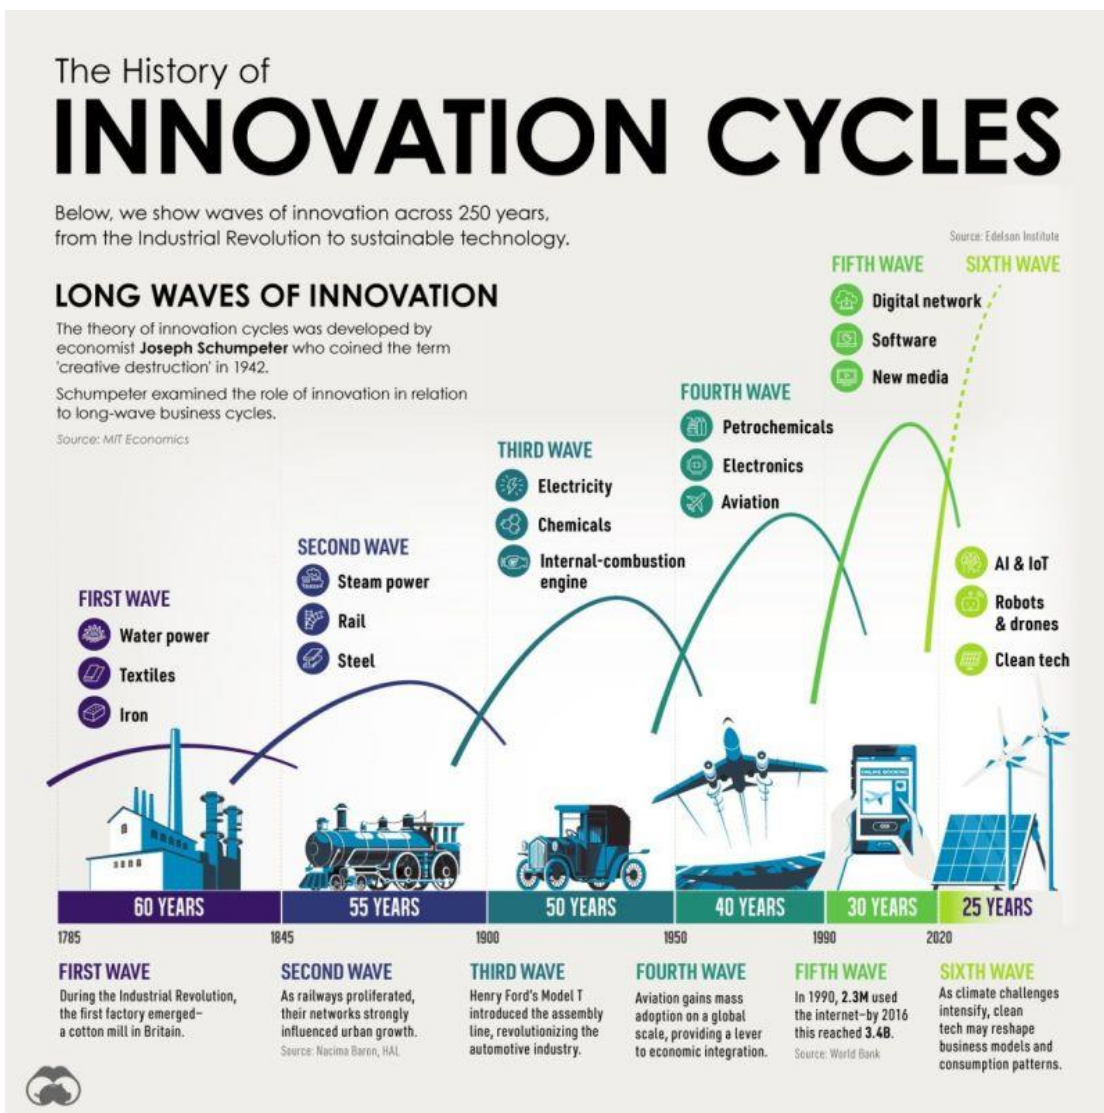 The History of
INNOVATION CYCLES
Below, we show waves of innovation across 250 years,
from the Industrial Revolution to sustainable technology.
Source: Edelson Institute
LONG WAVES OF INNOVATION
The theory of innovation cycles was developed by
economist Joseph Schumpeter who coined the term
'creative destruction' in 1942.
Schumpeter examined the role of innovation in relation
to long-wave business cycles.
Source: MIT Economics
FIRST WAVE
Water power
Textiles
Iron
SECOND WAVE
Steam power
Rail
Steel
THIRD WAVE
Electricity
Chemicals
Internal-combustion
engine
FOURTH WAVE
Petrochemicals
Electronics
Aviation
FIFTH WAVE
Digital network
Software
New media
SIXTH WAVE
AI & IoT
Robots
& drones
Clean tech
ONLINE BOOKING
60 YEARS
55 YEARS
50 YEARS
40 YEARS
30 YEARS
25 YEARS
1785
1845
1900
1950
1990
2020
FIRST WAVE
During the Industrial Revolution,
the first factory emerged–
a cotton mill in Britain.
SECOND WAVE
As railways proliferated,
their networks strongly
influenced urban growth.
Source: Nacima Baron, HAL
THIRD WAVE
Henry Ford's Model T
introduced the assembly
line, revolutionizing the
automotive industry.
FOURTH WAVE
Aviation gains mass
adoption on a global
scale, providing a lever
to economic integration.
FIFTH WAVE
In 1990, 2.3M used
the internet–by 2016
this reached 3.4B.
Source: World Bank
SIXTH WAVE
As climate challenges
intensify, clean
tech may reshape
business models and
consumption patterns.